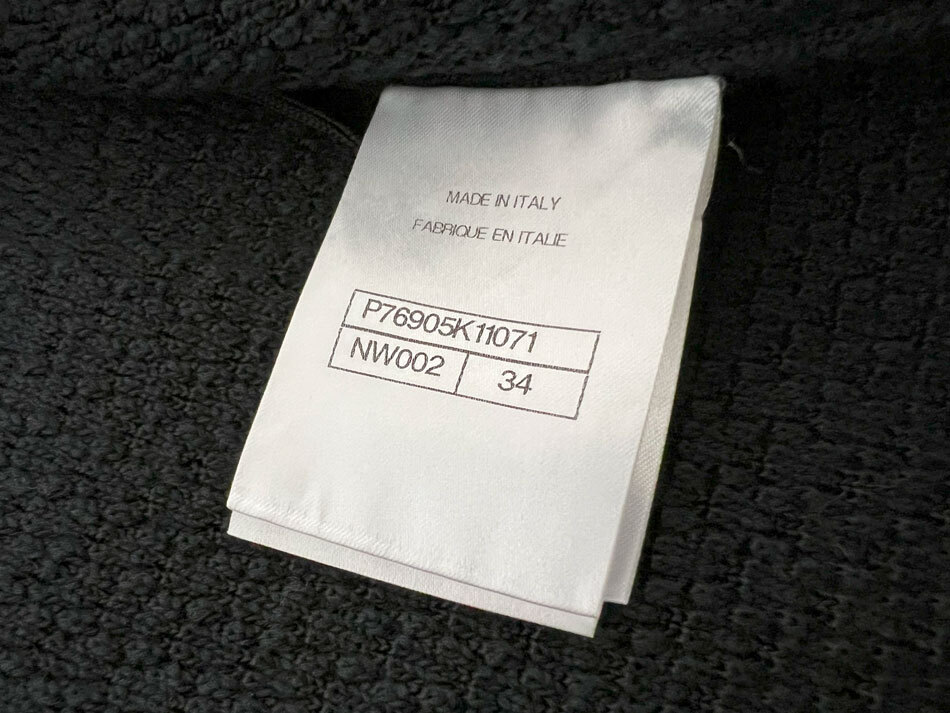 MADE IN ITALY
FABRIQUE EN ITALIE
P76905K11071
NW002 34